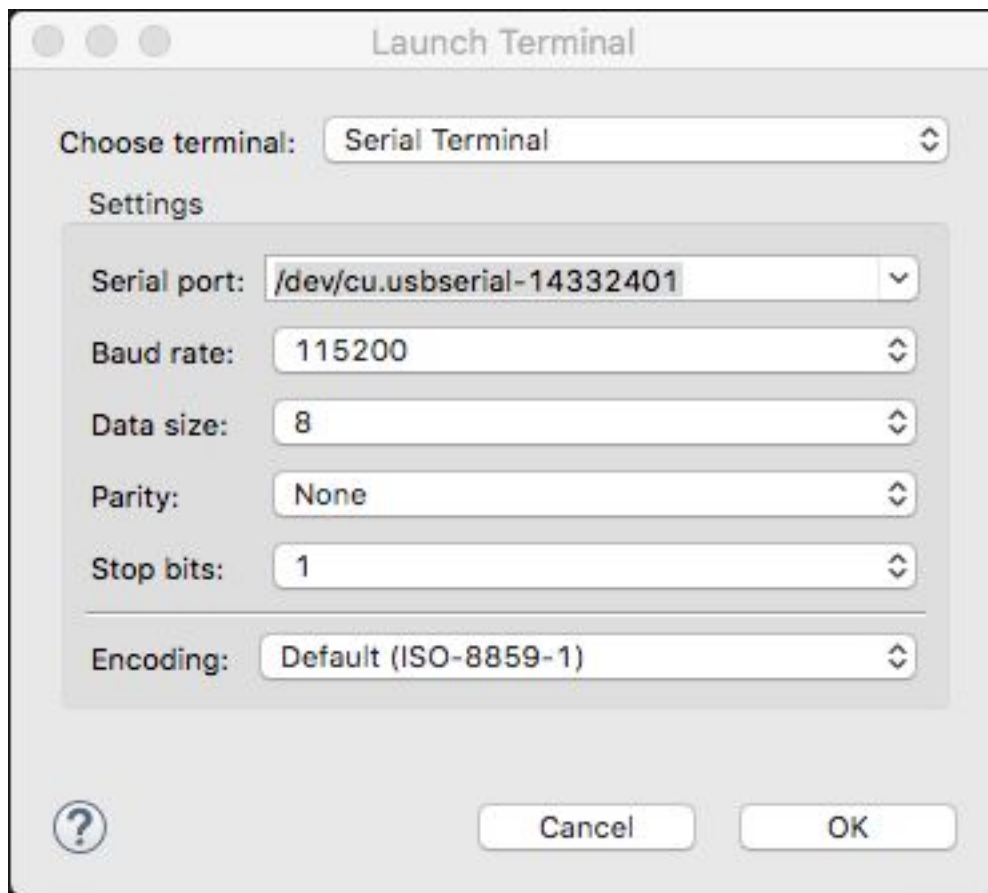 Launch Terminal
Choose terminal: Serial Terminal
Settings
Serial port: /dev/cu.usbserial-14332401
Baud rate: 115200
Data size: 8
Parity: None
Stop bits: 1
Encoding: Default (ISO-8859-1)
? Cancel OK